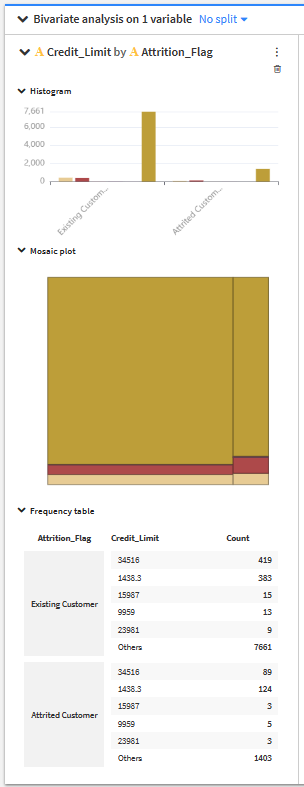 Bivariate analysis on 1 variable No split
A Credit_Limit by A Attrition_Flag
Histogram
7,661
6,000
4,000
2,000
0
Existing Custom...
Attrited Custome...
Mosaic plot
Frequency table
Attrition_Flag Credit_Limit Count
34516 419
1438.3 383
15987 15
Existing Customer
9959 13
23981 9
Others 7661
34516 89
1438.3 124
15987 3
Attrited Customer
9959 5
23981 3
Others 1403